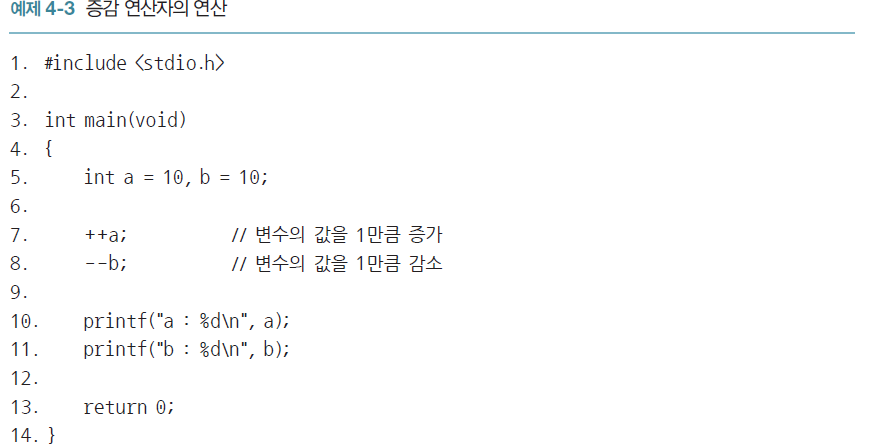 예제 4-3 증감 연산자의 연산
1. #include <stdio.h>
2.
3. int main(void)
4. {
5. int a = 10, b = 10;
6.
7. ++a; // 변수의 값을 1만큼 증가
8. --b; // 변수의 값을 1만큼 감소
9.
10. printf("a : %d\n", a);
11. printf("b : %d\n", b);
12.
13. return 0;
14. }